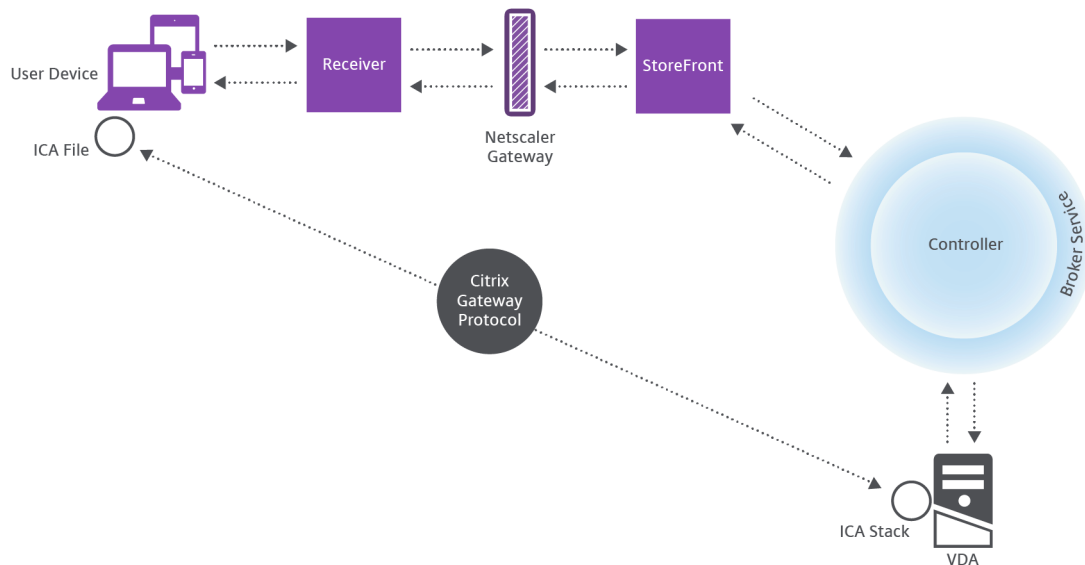 User Device
Receiver
StoreFront
Netscaler
Gateway
ICA File
Controller
Broker Service
Citrix
Gateway
Protocol
ICA Stack
VDA